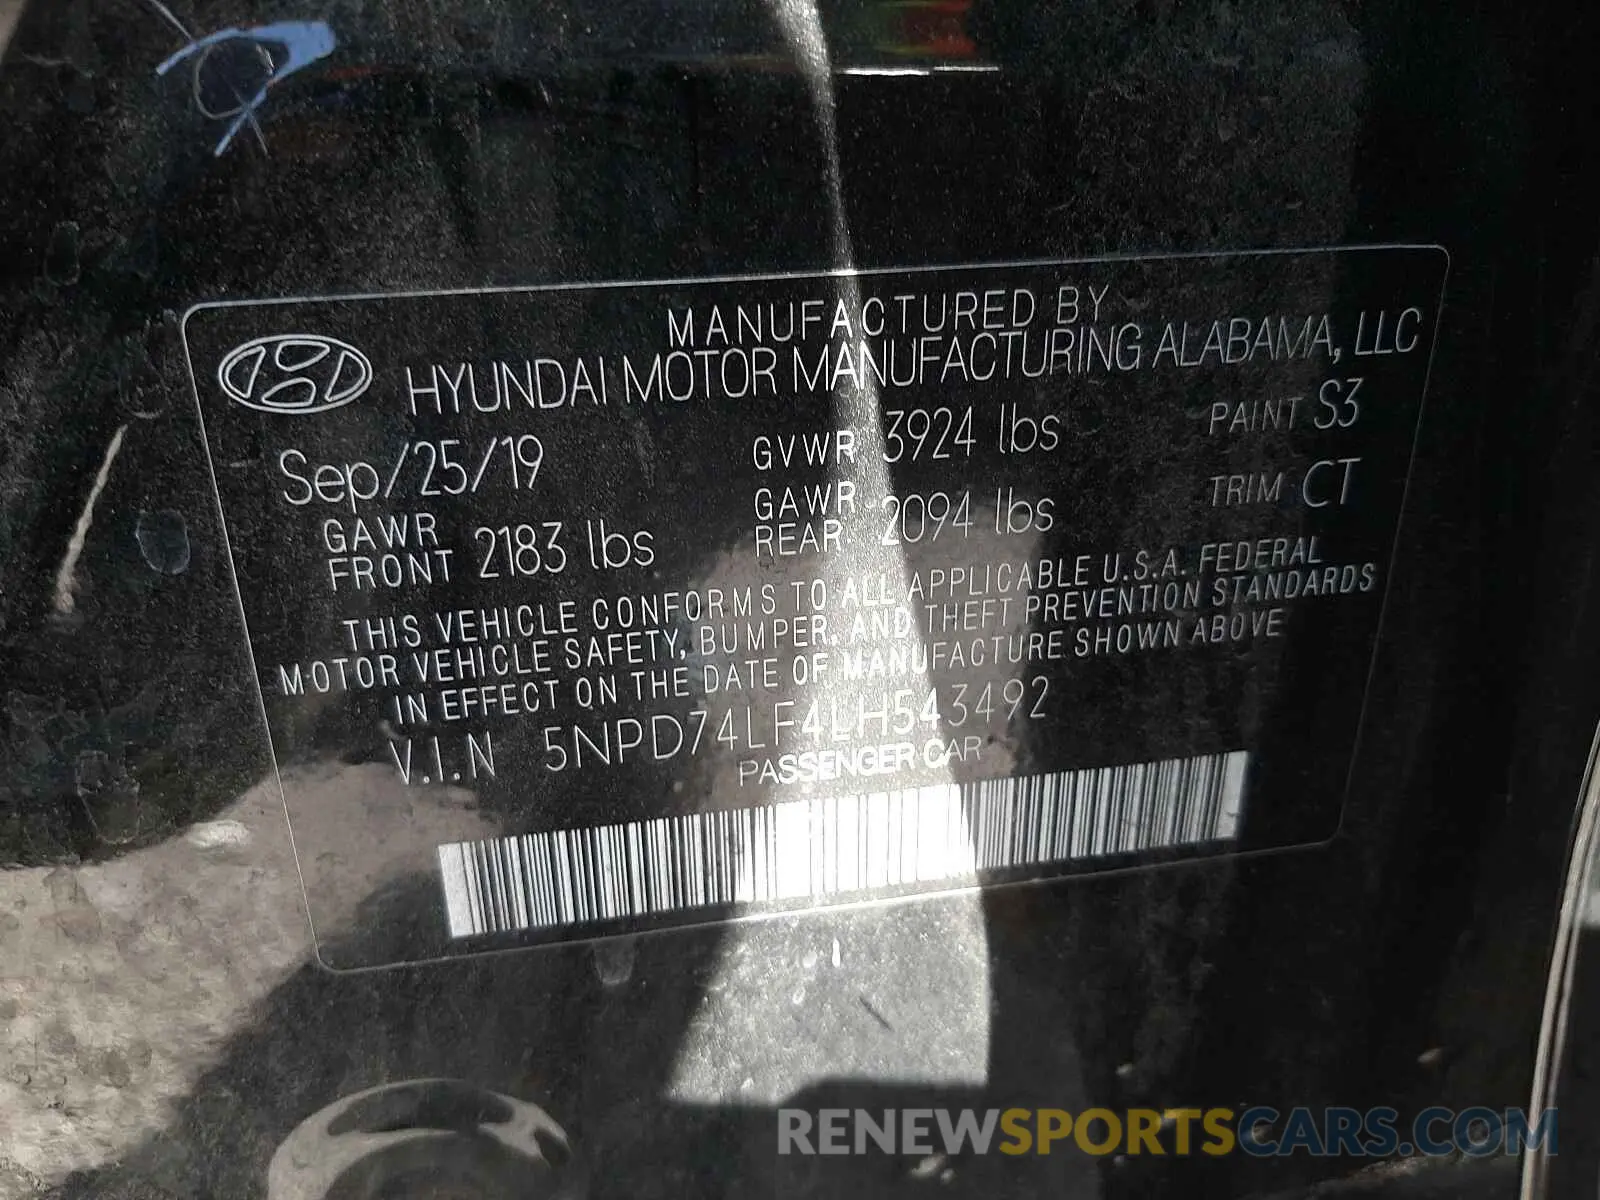 MANUFACTURED BY
HYUNDAI MOTOR MANUFACTURING ALABAMA, LLC
Sep/25/19 GVWR 3924 lbs PAINT S3
GAWR FRONT 2183 lbs GAWR REAR 2094 lbs TRIM CT
THIS VEHICLE CONFORMS TO ALL APPLICABLE U.S.A. FEDERAL
MOTOR VEHICLE SAFETY, BUMPER, AND THEFT PREVENTION STANDARDS
IN EFFECT ON THE DATE OF MANUFACTURE SHOWN ABOVE
V.I.N 5NPD74LF4LH543492
PASSENGER CAR
RENEWSPORTSCARS.COM